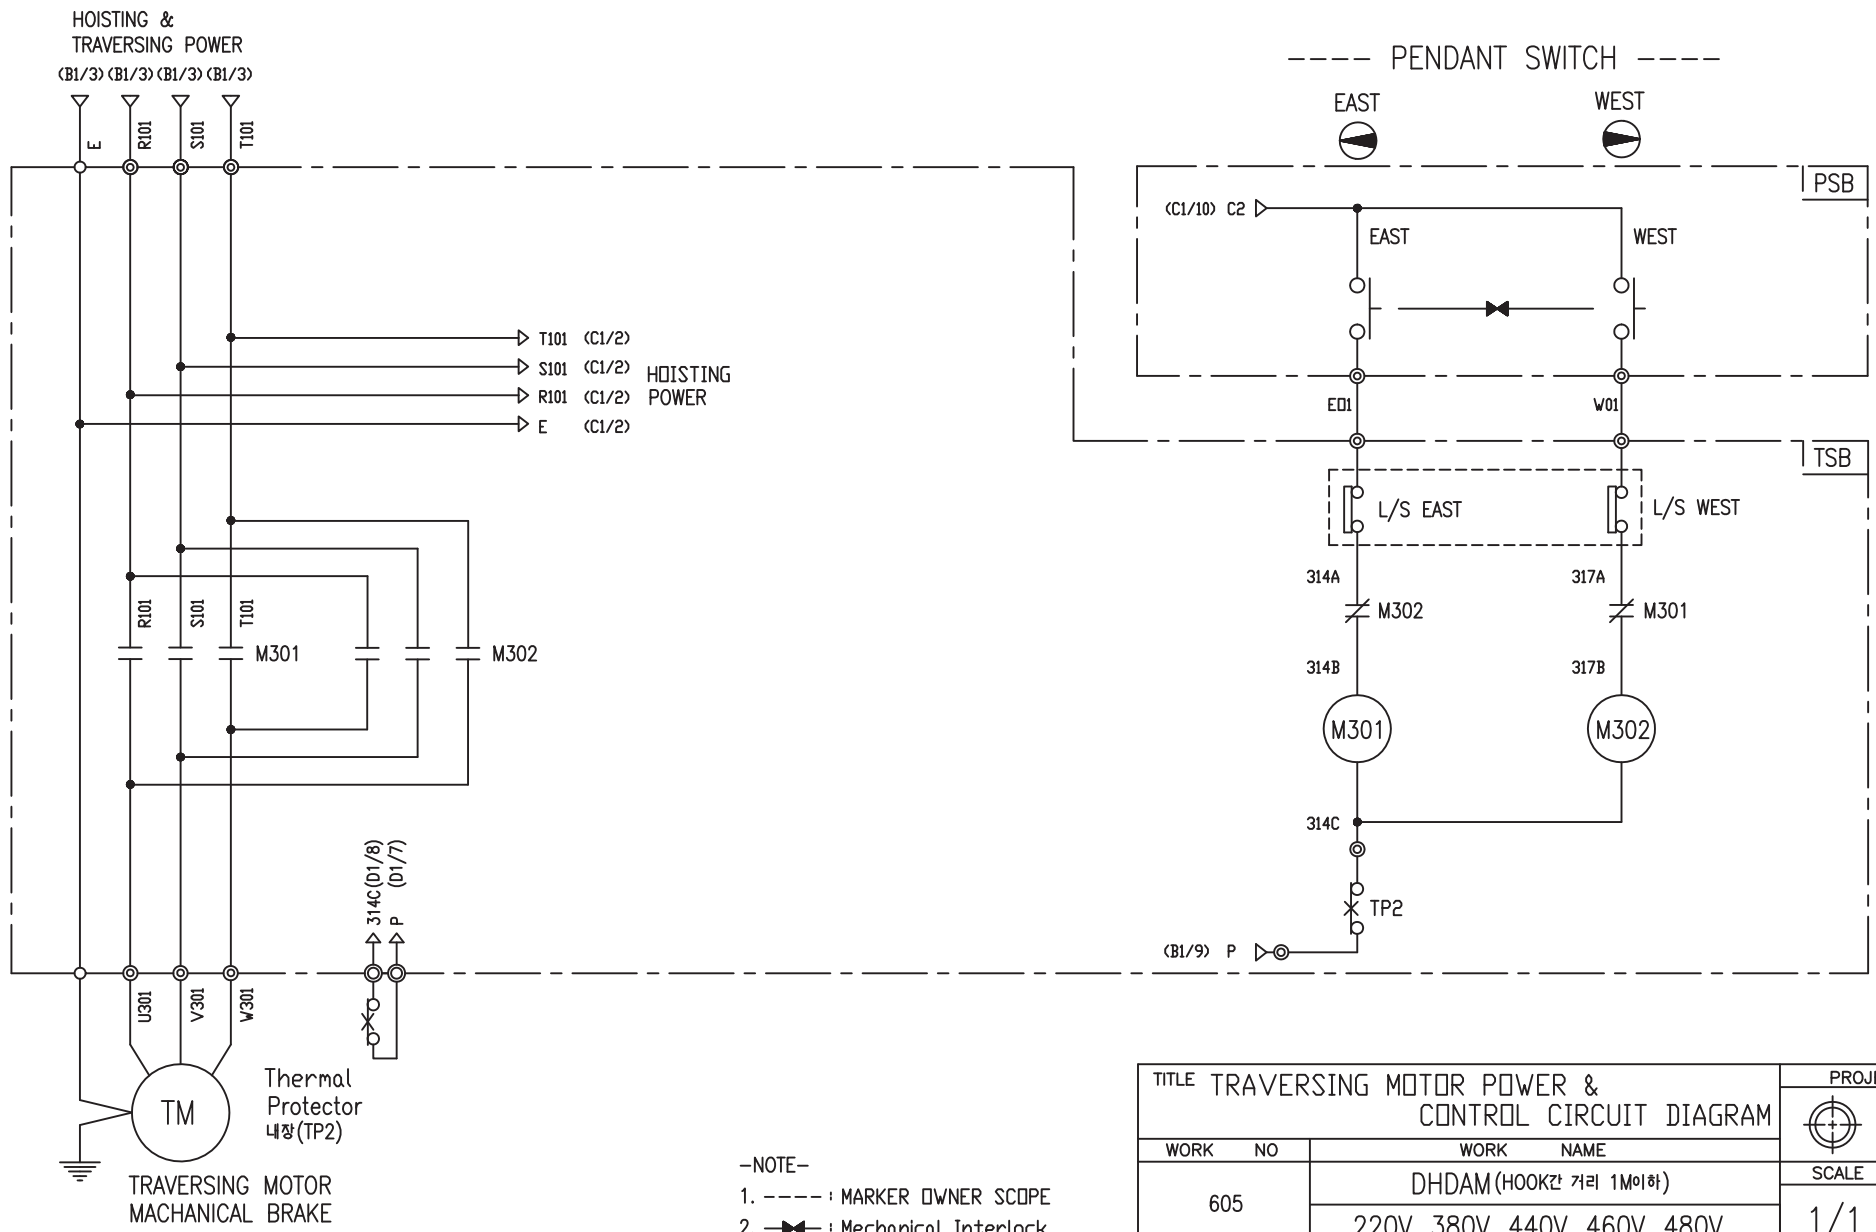 HOISTING &
TRAVERSING POWER
(B1/3) (B1/3) (B1/3) (B1/3)
E
R101
S101
T101
T101 (C1/2)
S101 (C1/2)
R101 (C1/2)
E (C1/2)
HOISTING
POWER
R101
S101
T101
M301
M302
314C(D1/8)
P (D1/7)
U301
V301
W301
TM
Thermal
Protector
내장(TP2)
TRAVERSING MOTOR
MACHANICAL BRAKE
---- PENDANT SWITCH ----
EAST
WEST
PSB
(C1/10) C2
EAST
WEST
E01
W01
TSB
L/S EAST
L/S WEST
314A
317A
M302
M301
314B
317B
M301
M302
314C
TP2
(B1/9) P
-NOTE-
1. ---- : MARKER OWNER SCOPE
2. : Mechanical Interlock
TITLE TRAVERSING MOTOR POWER &
CONTROL CIRCUIT DIAGRAM
WORK NO
WORK NAME
605
DHDAM(HOOK간 거리 1M이하)
220V, 380V, 440V, 460V, 480V
PROJE
SCALE
1/1